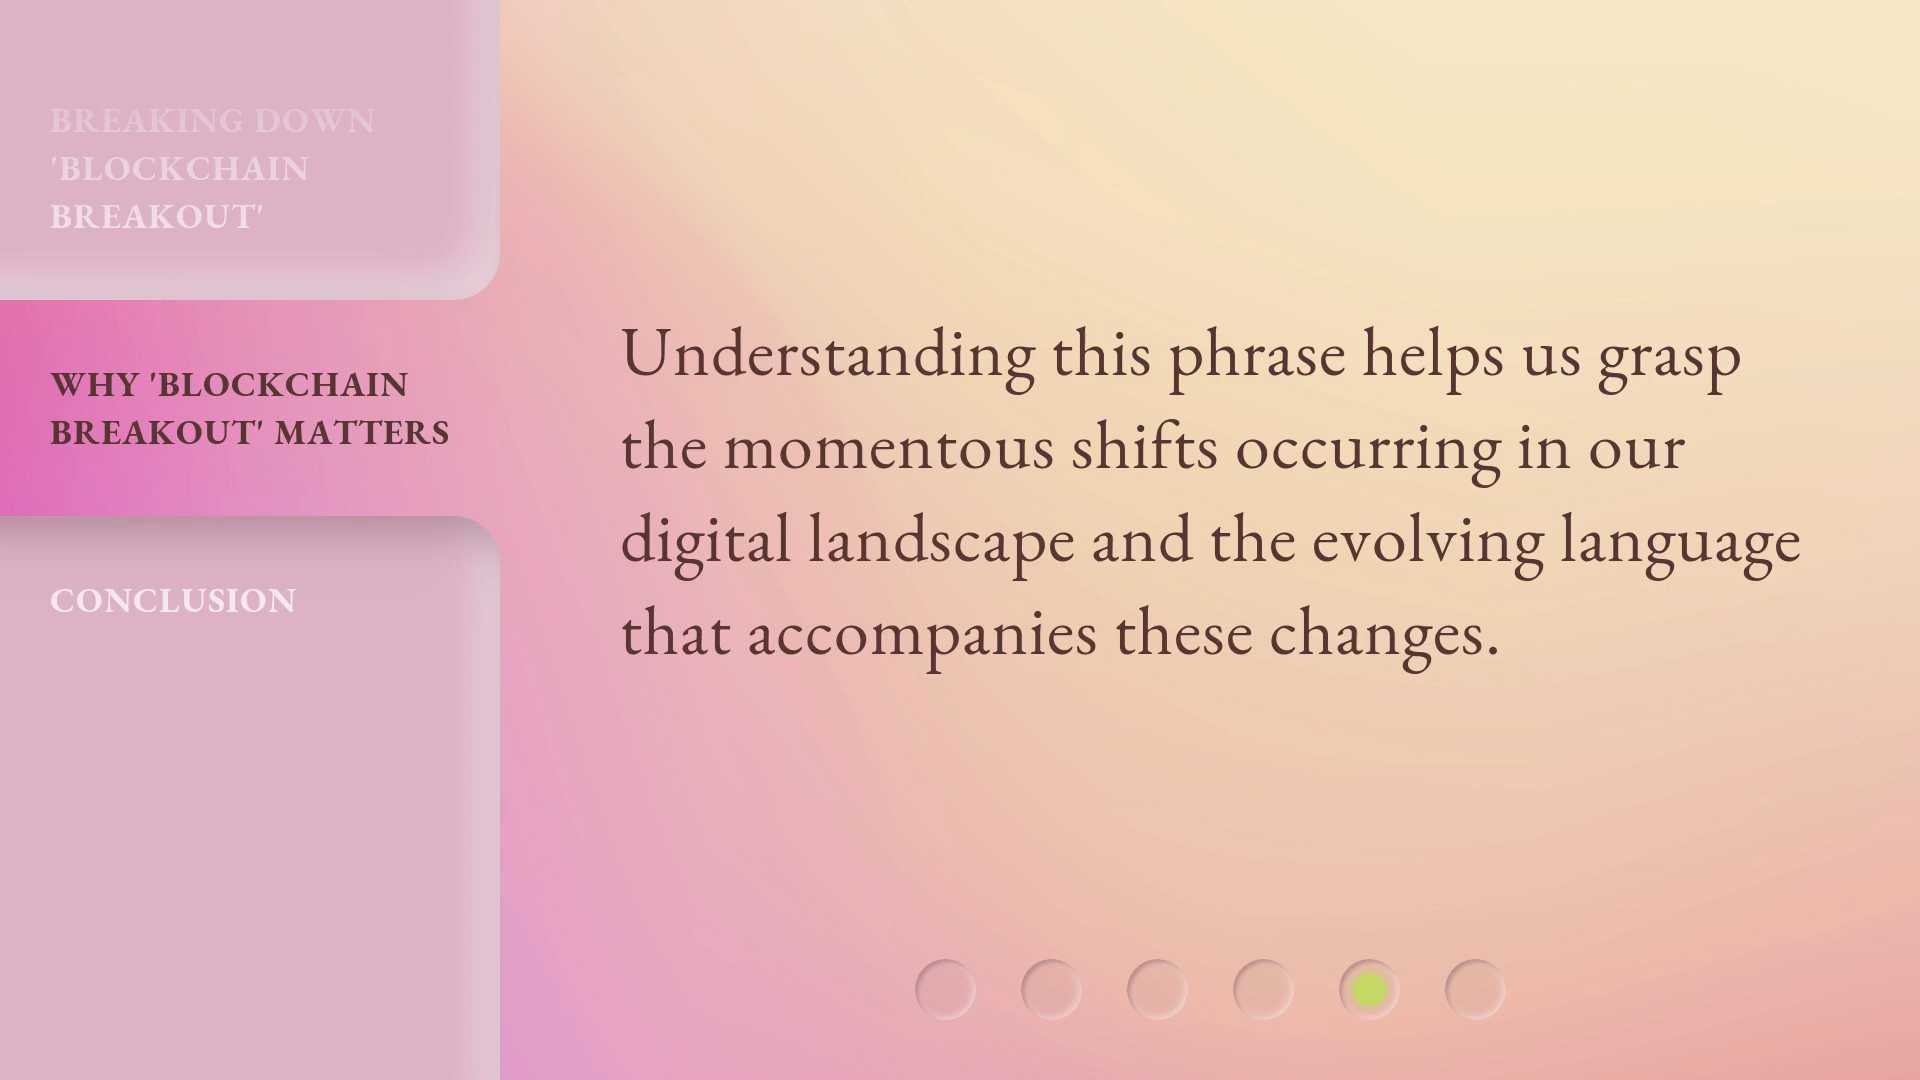 BREAKING DOWN
'BLOCKCHAIN
BREAKOUT'
WHY 'BLOCKCHAIN
BREAKOUT' MATTERS
CONCLUSION
Understanding this phrase helps us grasp
the momentous shifts occurring in our
digital landscape and the evolving language
that accompanies these changes.